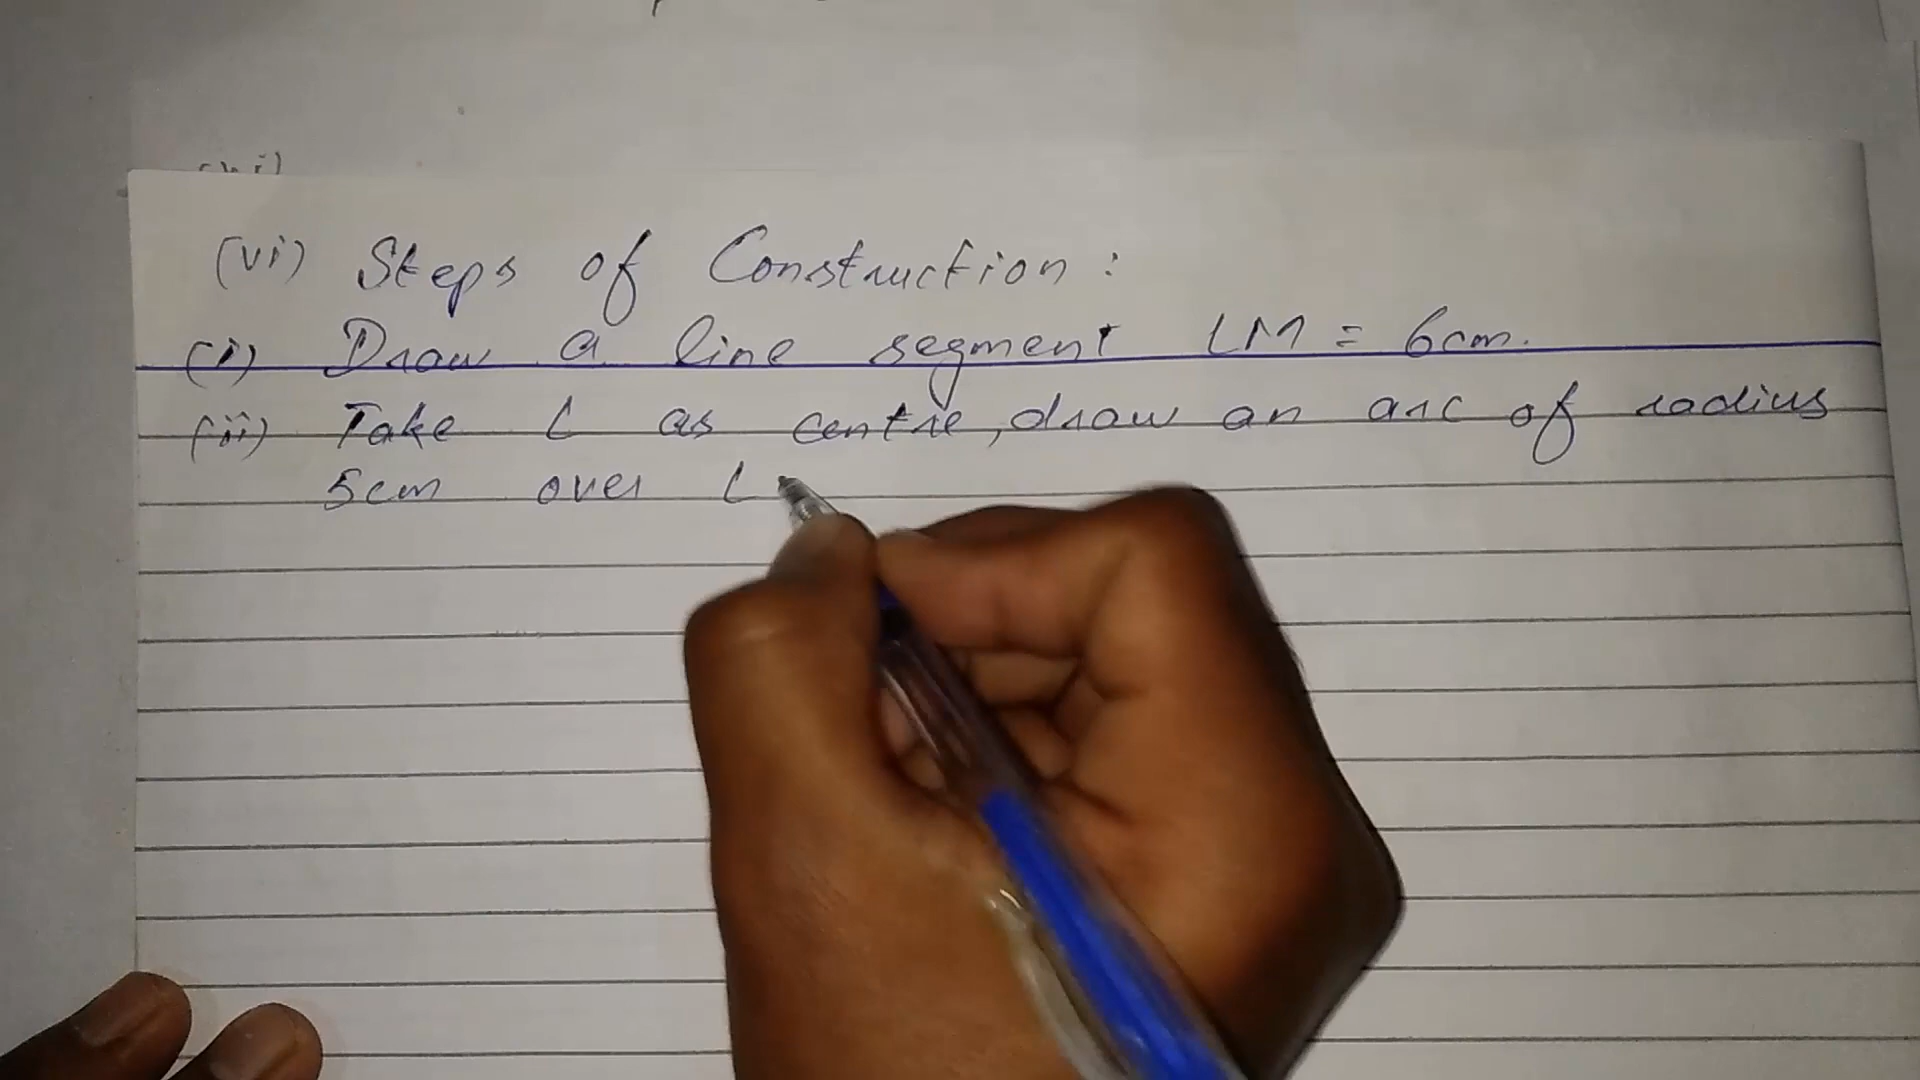 (vi)
(vi) Steps of Construction :
(i) Draw a line segment LM = 6cm.
(ii) Take L as centre, draw an arc of radius
5cm over L